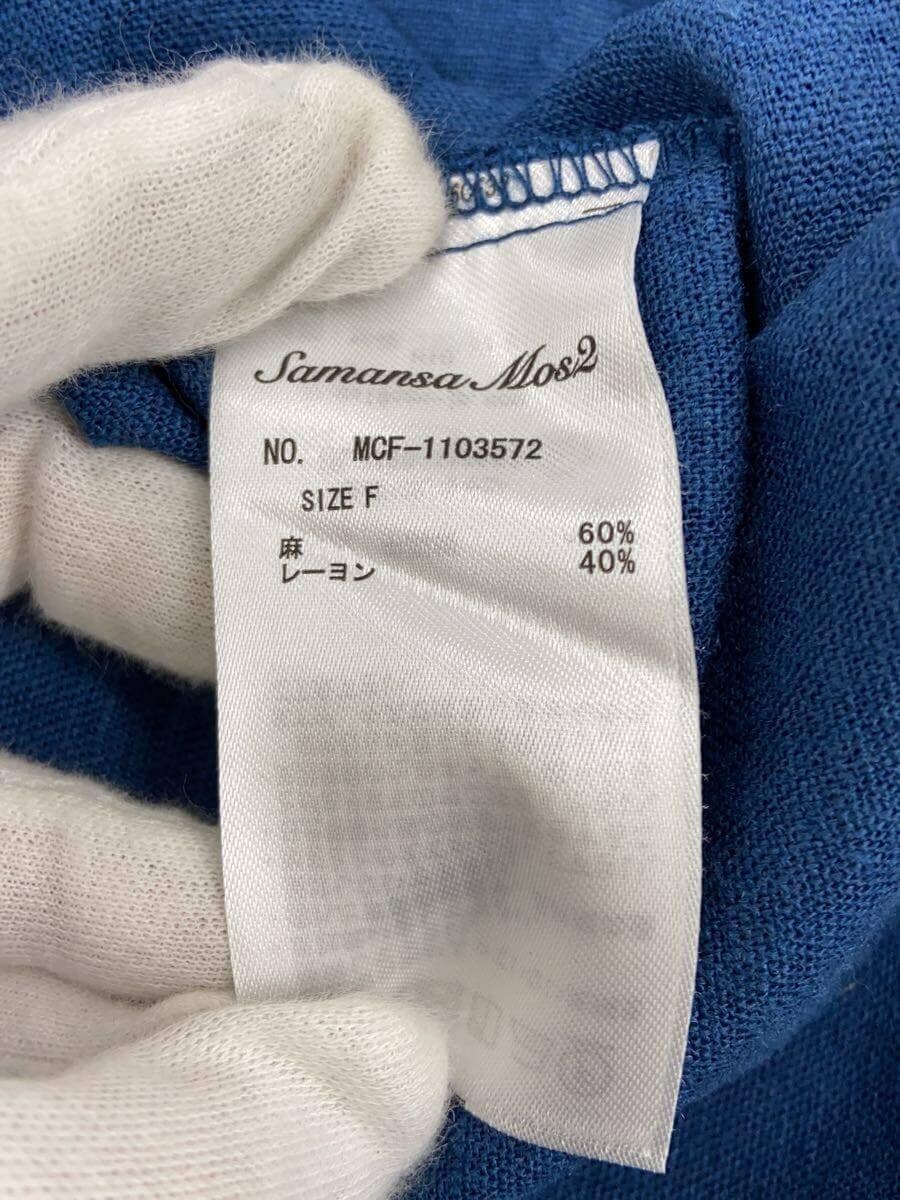 Samansa Mos2
NO. MCF-1103572
SIZE F
麻 60%
レーヨン 40%